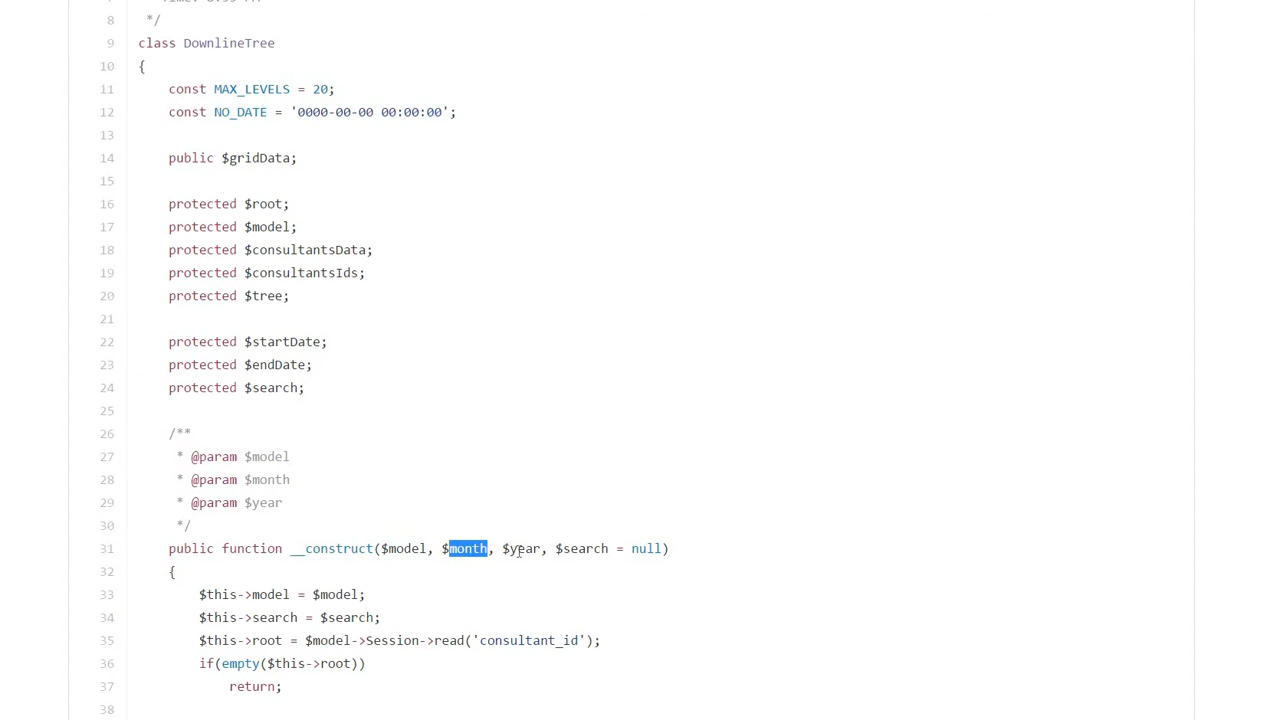 8 */
9 class DownlineTree
10 {
11 const MAX_LEVELS = 20;
12 const NO_DATE = '0000-00-00 00:00:00';
13
14 public $gridData;
15
16 protected $root;
17 protected $model;
18 protected $consultantsData;
19 protected $consultantsIds;
20 protected $tree;
21
22 protected $startDate;
23 protected $endDate;
24 protected $search;
25
26 /**
27 * @param $model
28 * @param $month
29 * @param $year
30 */
31 public function __construct($model, $month, $year, $search = null)
32 {
33 $this->model = $model;
34 $this->search = $search;
35 $this->root = $model->Session->read('consultant_id');
36 if(empty($this->root))
37 return;
38